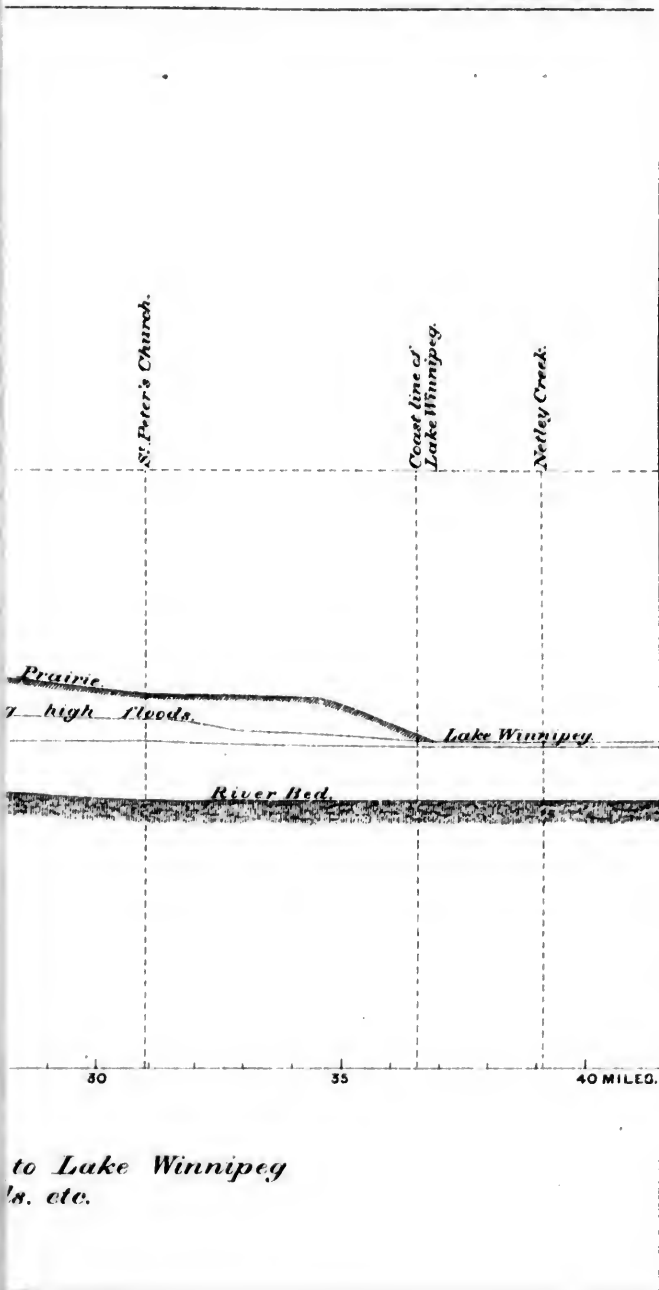 St. Peter's Church.
Coast line of
Lake Winnipeg.
Netley Creek.
Prairie.
g high floods.
Lake Winnipeg.
River Bed.
30 35 40 MILES.
to Lake Winnipeg
ls, etc.